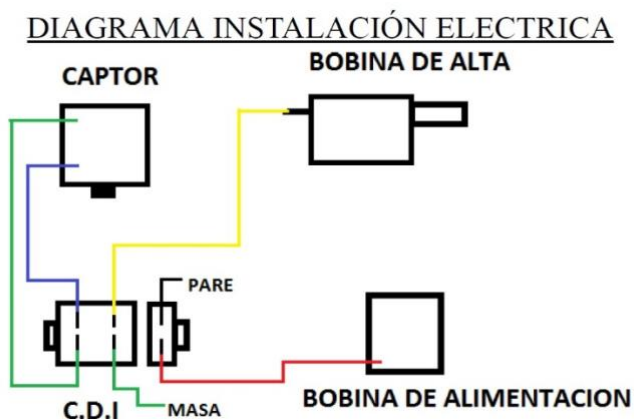 DIAGRAMA INSTALACIÓN ELECTRICA
CAPTOR
BOBINA DE ALTA
PARE
C.D.I
MASA
BOBINA DE ALIMENTACION